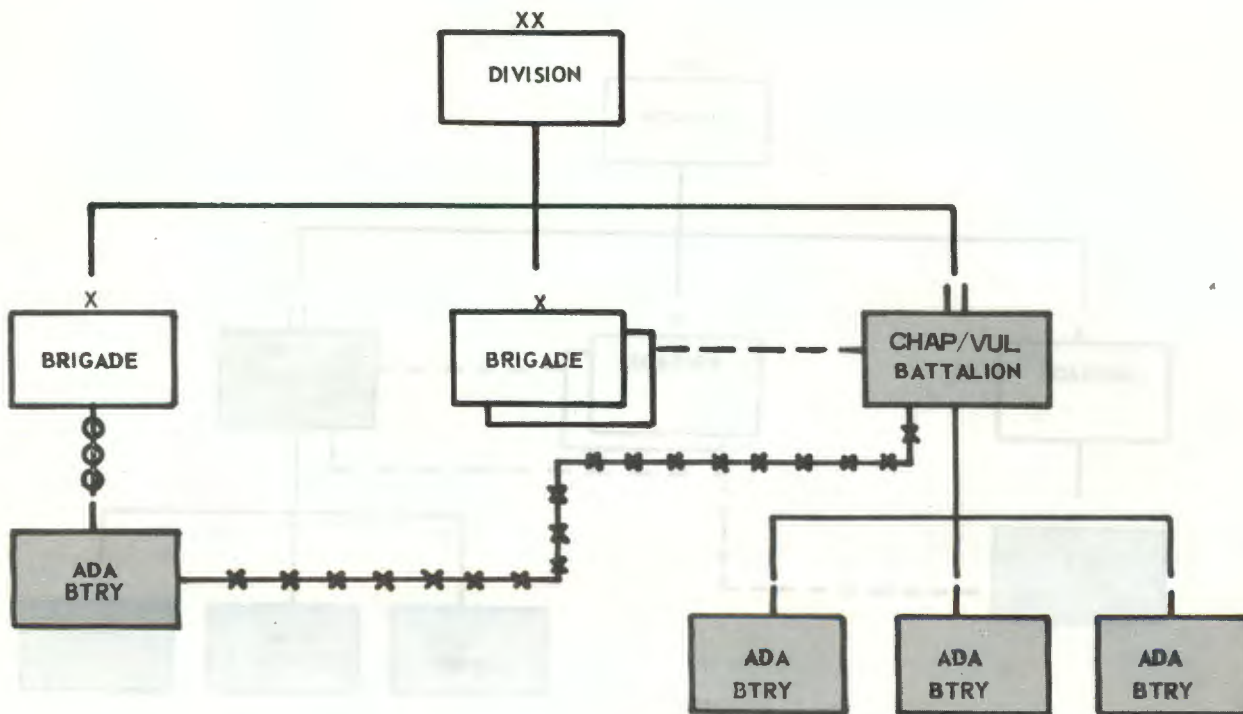 XX
DIVISION
X
BRIGADE
X
BRIGADE
CHAP/VUL
BATTALION
ADA
BTRY
ADA
BTRY
ADA
BTRY
ADA
BTRY